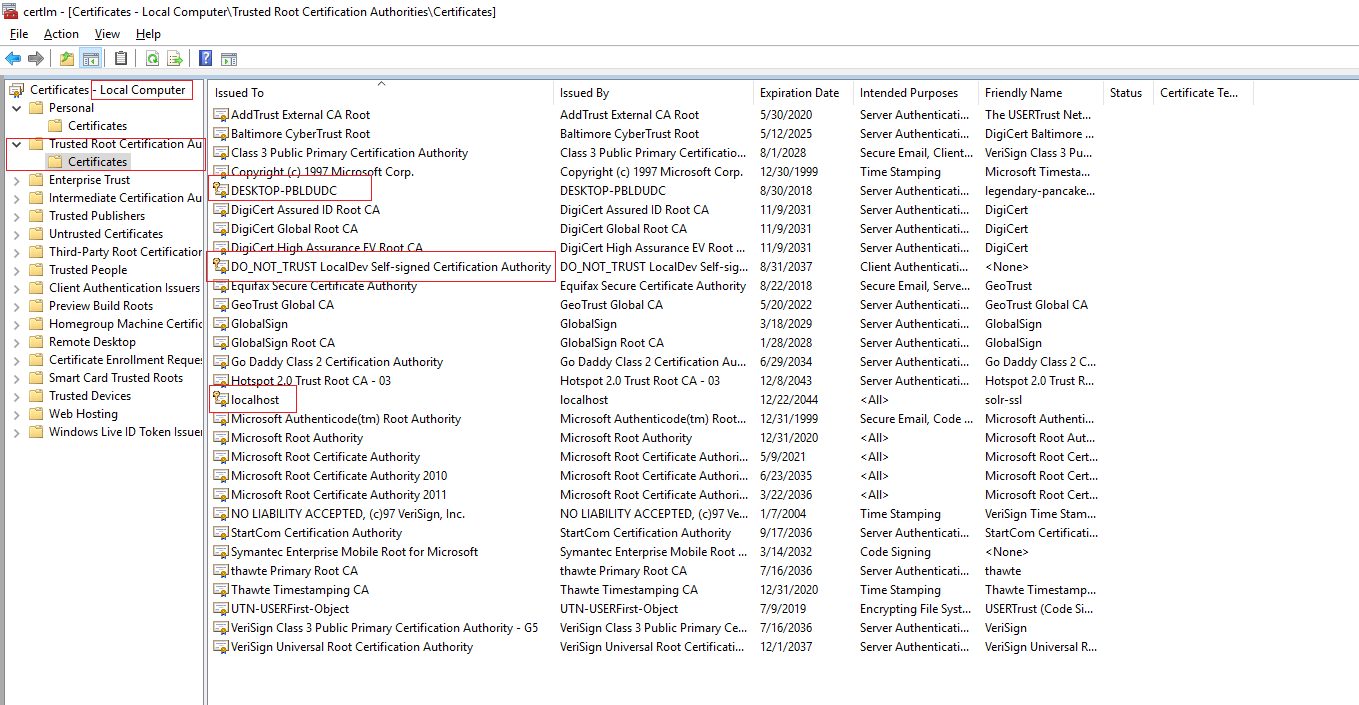 certlm - [Certificates - Local Computer\Trusted Root Certification Authorities\Certificates]
File Action View Help
Certificates - Local Computer
Personal
Certificates
Trusted Root Certification Au
Certificates
Enterprise Trust
Intermediate Certification Au
Trusted Publishers
Untrusted Certificates
Third-Party Root Certification
Trusted People
Client Authentication Issuers
Preview Build Roots
Homegroup Machine Certific
Remote Desktop
Certificate Enrollment Reques
Smart Card Trusted Roots
Trusted Devices
Web Hosting
Windows Live ID Token Issuer
Issued To Issued By Expiration Date Intended Purposes Friendly Name Status Certificate Te...
AddTrust External CA Root AddTrust External CA Root 5/30/2020 Server Authenticati... The USERTrust Net...
Baltimore CyberTrust Root Baltimore CyberTrust Root 5/12/2025 Server Authenticati... DigiCert Baltimore ...
Class 3 Public Primary Certification Authority Class 3 Public Primary Certificatio... 8/1/2028 Secure Email, Client... VeriSign Class 3 Pu...
Copyright (c) 1997 Microsoft Corp. Copyright (c) 1997 Microsoft Corp. 12/30/1999 Time Stamping Microsoft Timesta...
DESKTOP-PBLDUDC DESKTOP-PBLDUDC 8/30/2018 Server Authenticati... legendary-pancake...
DigiCert Assured ID Root CA DigiCert Assured ID Root CA 11/9/2031 Server Authenticati... DigiCert
DigiCert Global Root CA DigiCert Global Root CA 11/9/2031 Server Authenticati... DigiCert
DigiCert High Assurance EV Root CA DigiCert High Assurance EV Root ... 11/9/2031 Server Authenticati... DigiCert
DO_NOT_TRUST LocalDev Self-signed Certification Authority DO_NOT_TRUST LocalDev Self-sig... 8/31/2037 Client Authenticati... <None>
Equifax Secure Certificate Authority Equifax Secure Certificate Authority 8/22/2018 Secure Email, Serve... GeoTrust
GeoTrust Global CA GeoTrust Global CA 5/20/2022 Server Authenticati... GeoTrust Global CA
GlobalSign GlobalSign 3/18/2029 Server Authenticati... GlobalSign
GlobalSign Root CA GlobalSign Root CA 1/28/2028 Server Authenticati... GlobalSign
Go Daddy Class 2 Certification Authority Go Daddy Class 2 Certification Au... 6/29/2034 Server Authenticati... Go Daddy Class 2 C...
Hotspot 2.0 Trust Root CA - 03 Hotspot 2.0 Trust Root CA - 03 12/8/2043 Server Authenticati... Hotspot 2.0 Trust R...
localhost localhost 12/22/2044 <All> solr-ssl
Microsoft Authenticode(tm) Root Authority Microsoft Authenticode(tm) Root... 12/31/1999 Secure Email, Code ... Microsoft Authenti...
Microsoft Root Authority Microsoft Root Authority 12/31/2020 <All> Microsoft Root Aut...
Microsoft Root Certificate Authority Microsoft Root Certificate Authori... 5/9/2021 <All> Microsoft Root Cert...
Microsoft Root Certificate Authority 2010 Microsoft Root Certificate Authori... 6/23/2035 <All> Microsoft Root Cert...
Microsoft Root Certificate Authority 2011 Microsoft Root Certificate Authori... 3/22/2036 <All> Microsoft Root Cert...
NO LIABILITY ACCEPTED, (c)97 VeriSign, Inc. NO LIABILITY ACCEPTED, (c)97 Ve... 1/7/2004 Time Stamping VeriSign Time Stam...
StartCom Certification Authority StartCom Certification Authority 9/17/2036 Server Authenticati... StartCom Certificati...
Symantec Enterprise Mobile Root for Microsoft Symantec Enterprise Mobile Root ... 3/14/2032 Code Signing <None>
thawte Primary Root CA thawte Primary Root CA 7/16/2036 Server Authenticati... thawte
Thawte Timestamping CA Thawte Timestamping CA 12/31/2020 Time Stamping Thawte Timestamp...
UTN-USERFirst-Object UTN-USERFirst-Object 7/9/2019 Encrypting File Syst... USERTrust (Code Si...
VeriSign Class 3 Public Primary Certification Authority - G5 VeriSign Class 3 Public Primary Ce... 7/16/2036 Server Authenticati... VeriSign
VeriSign Universal Root Certification Authority VeriSign Universal Root Certificati... 12/1/2037 Server Authenticati... VeriSign Universal R...